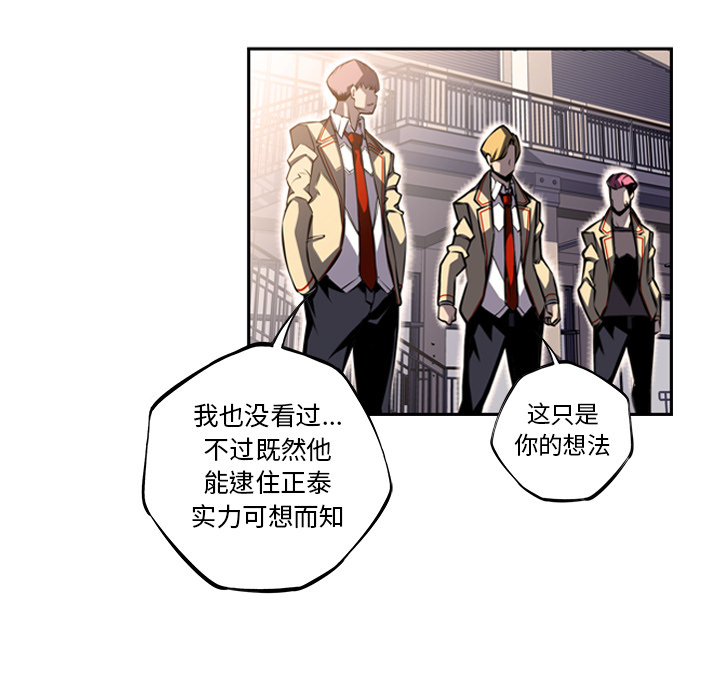 我也没看过...
不过既然他
能逮住正泰
实力可想而知
这只是
你的想法